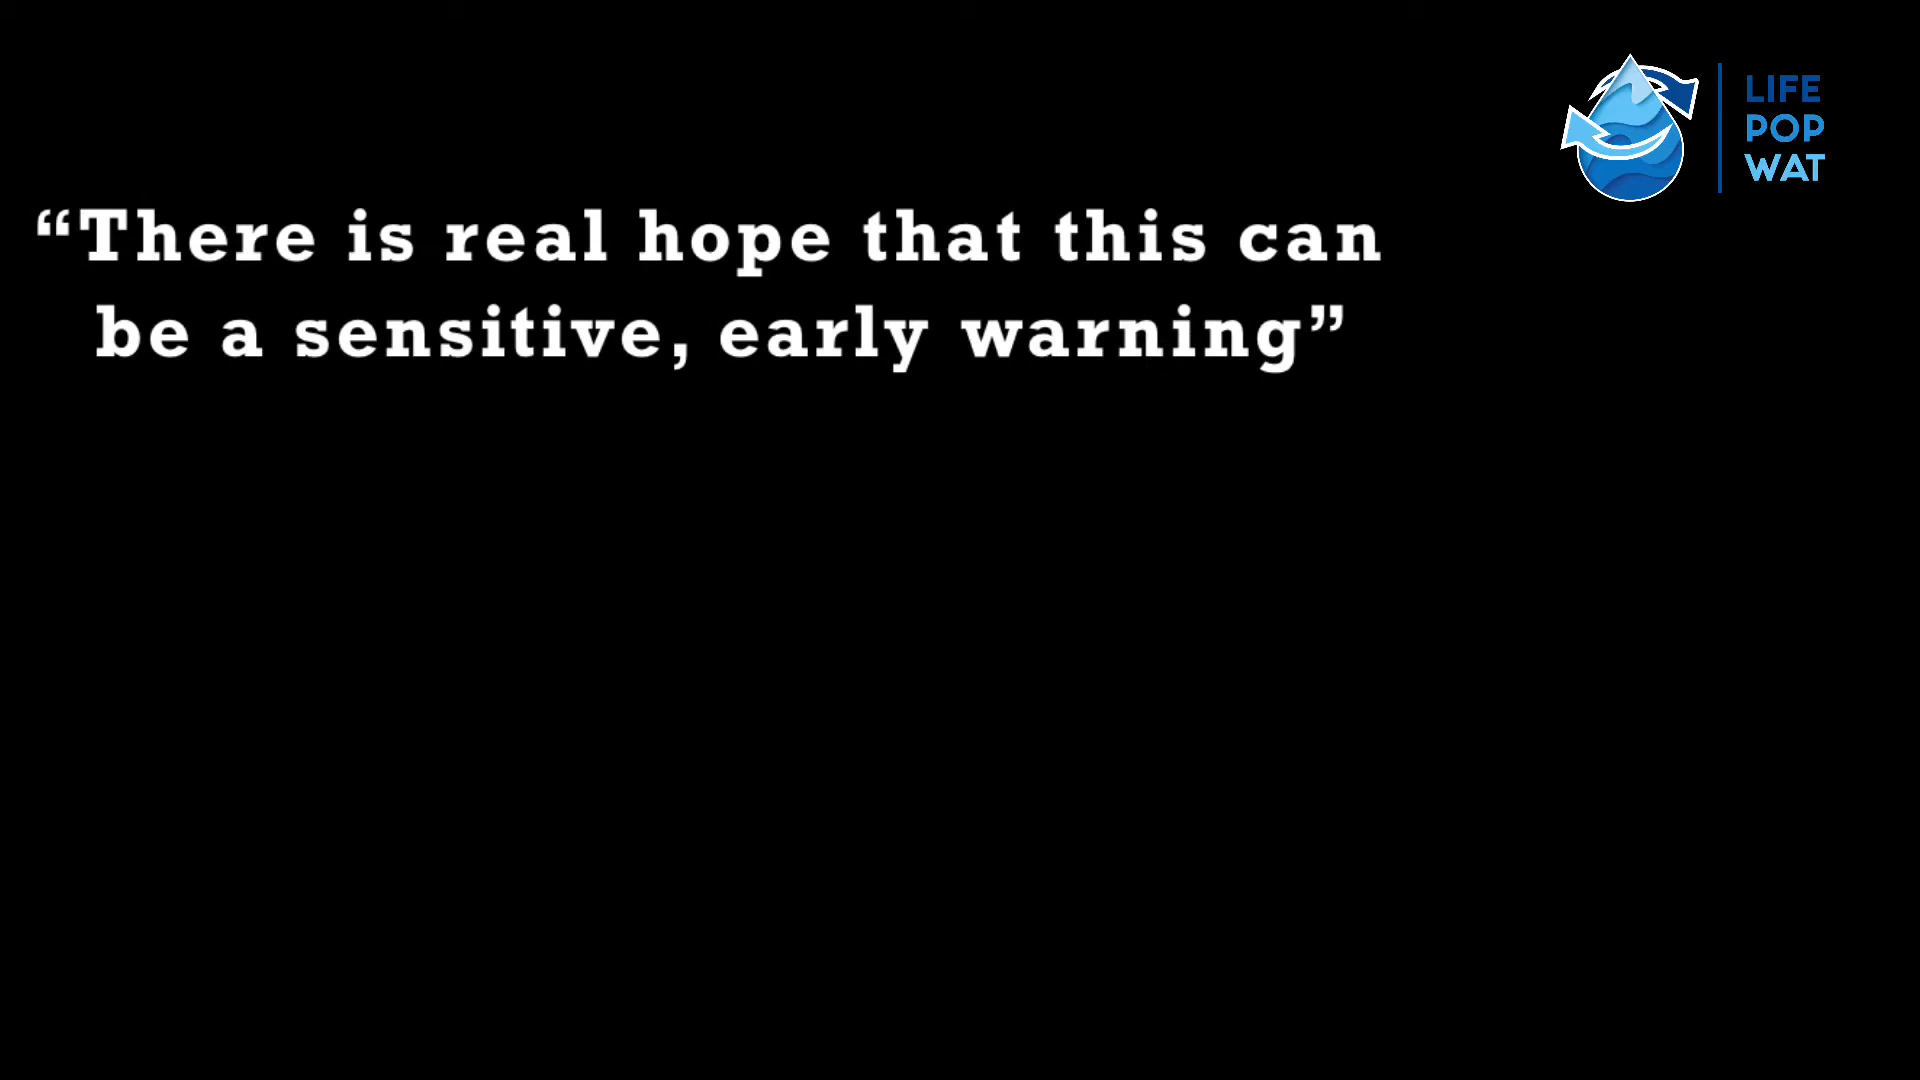 “There is real hope that this can
be a sensitive, early warning”
LIFE
POP
WAT